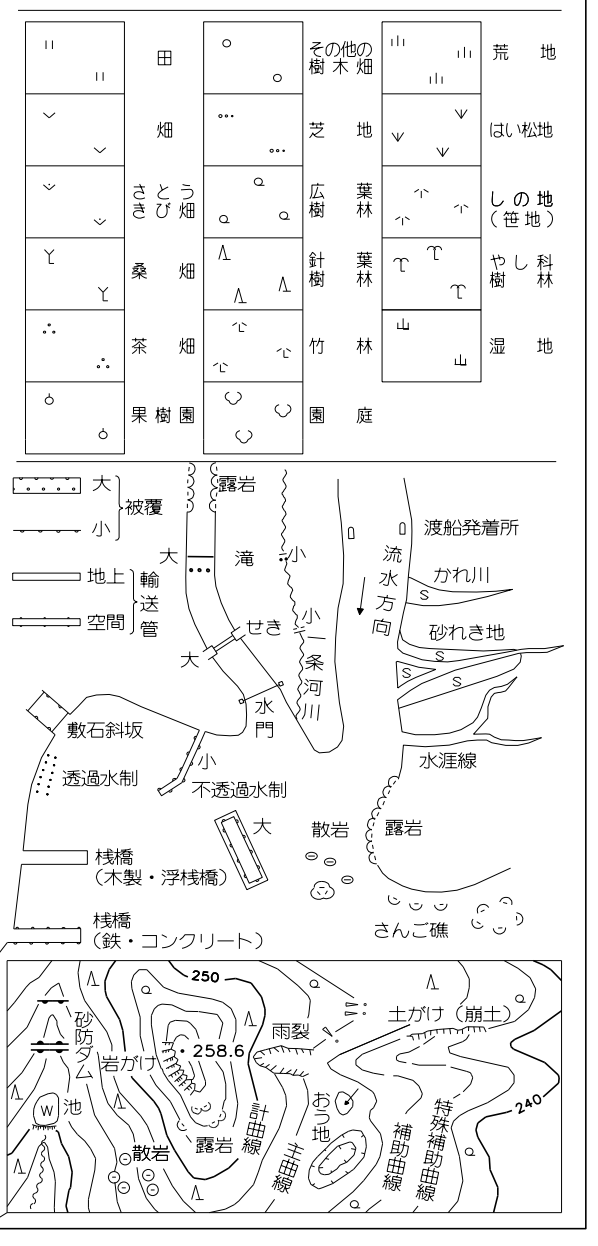 田
畑
さとう
きび畑
桑畑
茶畑
果樹園
その他の
樹木畑
芝地
広葉
樹林
針葉
樹林
竹林
園庭
荒地
はい松地
しの地
(笹地)
やし科
樹林
湿地
大
小
被覆
地上
空間
輸送管
露岩
大
滝
小
せき
大
小
一条河川
水門
渡船発着所
流水方向
かれ川
S
砂れき地
S
S
S
水涯線
敷石斜坂
透過水制
小
不透過水制
大
散岩
露岩
桟橋
(木製・浮桟橋)
桟橋
(鉄・コンクリート)
さんご礁
250
砂防ダム
岩がけ
258.6
雨裂
土がけ(崩土)
池
W
散岩
露岩
計曲線
主曲線
おう地
補助曲線
特殊補助曲線
240